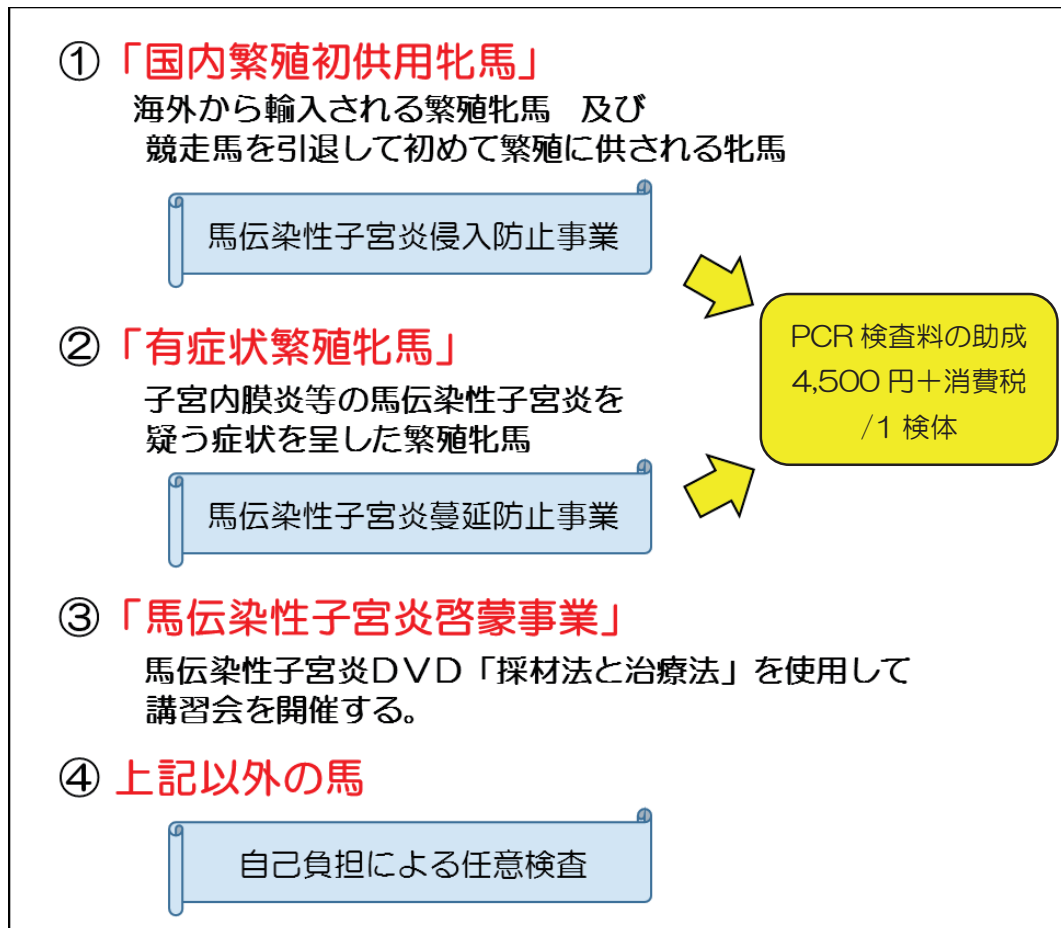 ①「国内繁殖初供用牝馬」
海外から輸入される繁殖牝馬　及び
競走馬を引退して初めて繁殖に供される牝馬
馬伝染性子宮炎侵入防止事業
②「有症状繁殖牝馬」
子宮内膜炎等の馬伝染性子宮炎を
疑う症状を呈した繁殖牝馬
馬伝染性子宮炎蔓延防止事業
PCR 検査料の助成
4,500 円＋消費税
/1 検体
③「馬伝染性子宮炎啓蒙事業」
馬伝染性子宮炎DVD「採材法と治療法」を使用して
講習会を開催する。
④ 上記以外の馬
自己負担による任意検査